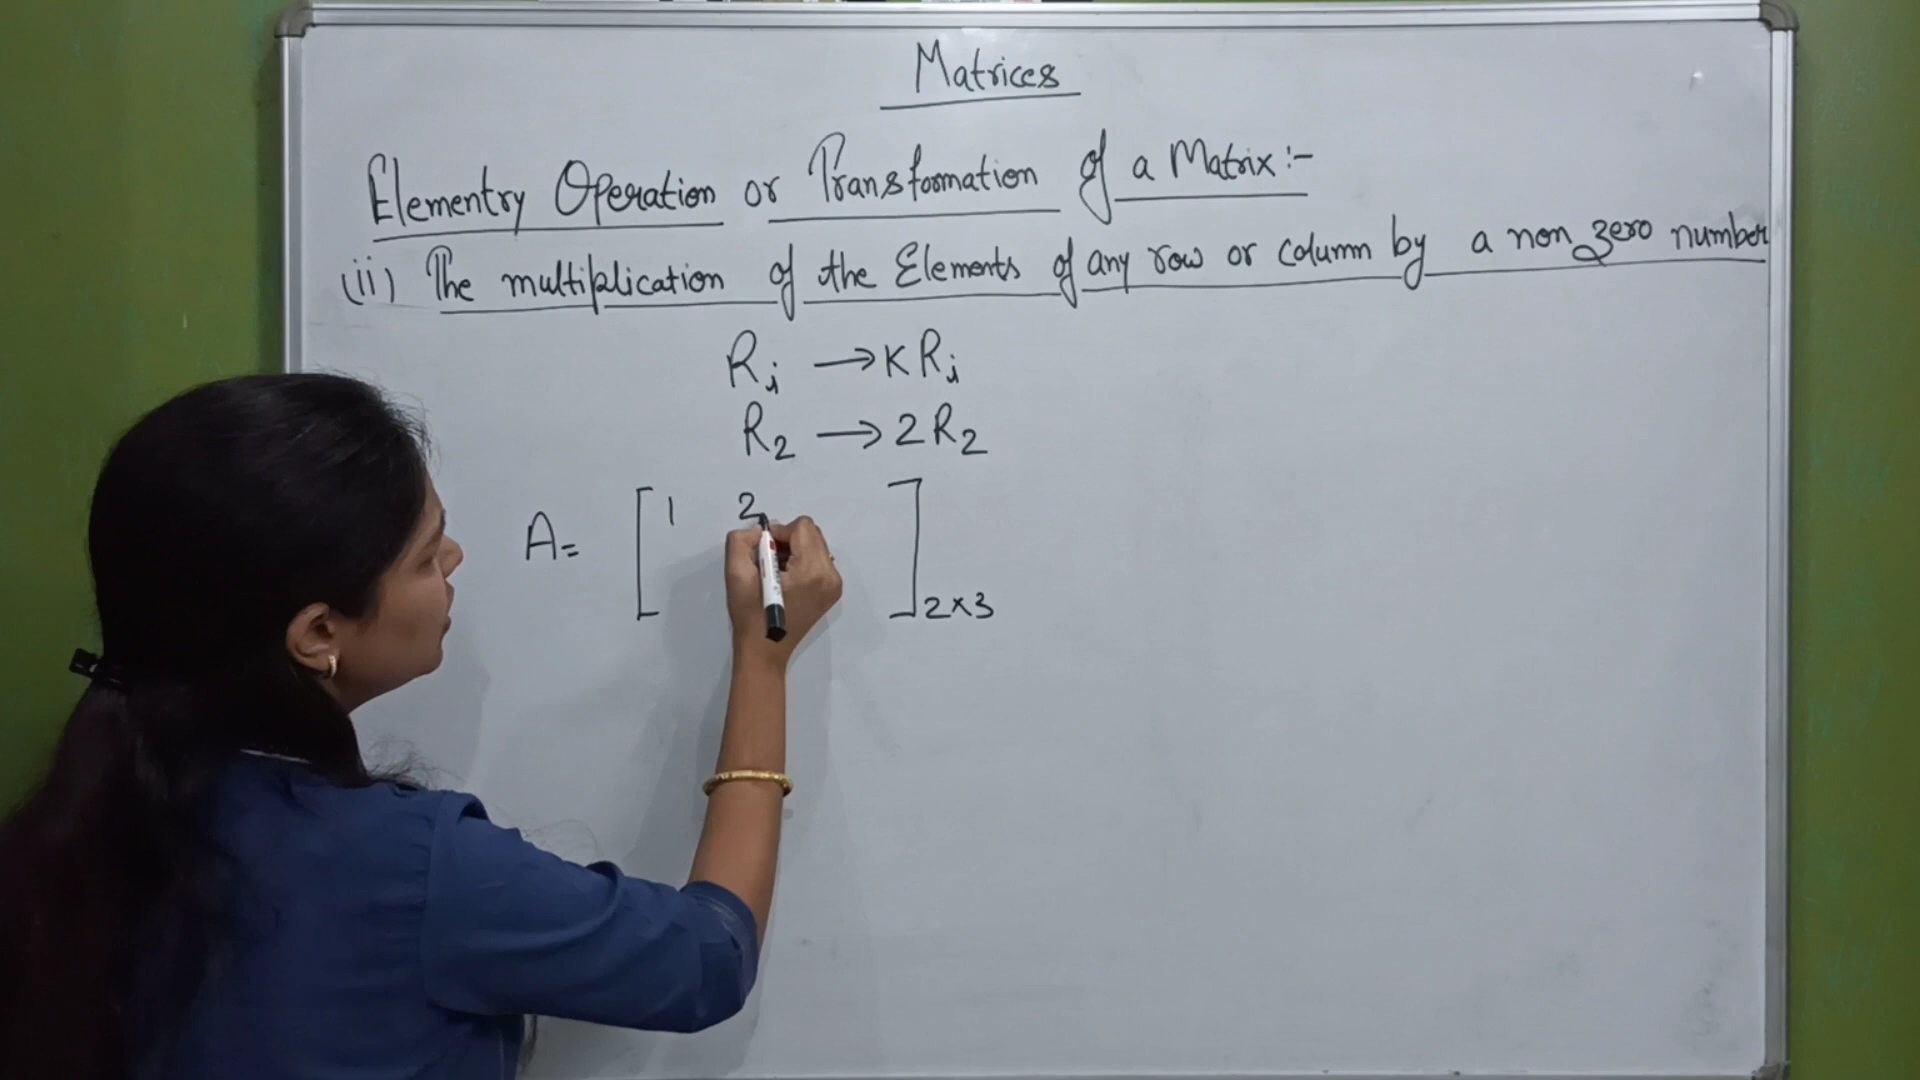 Matrices
Elementry Operation or Transformation of a Matrix:-
(ii) The multiplication of the Elements of any row or column by a non zero number
Ri → KRi
R2 → 2R2
A= [ 1 2 ] 2×3